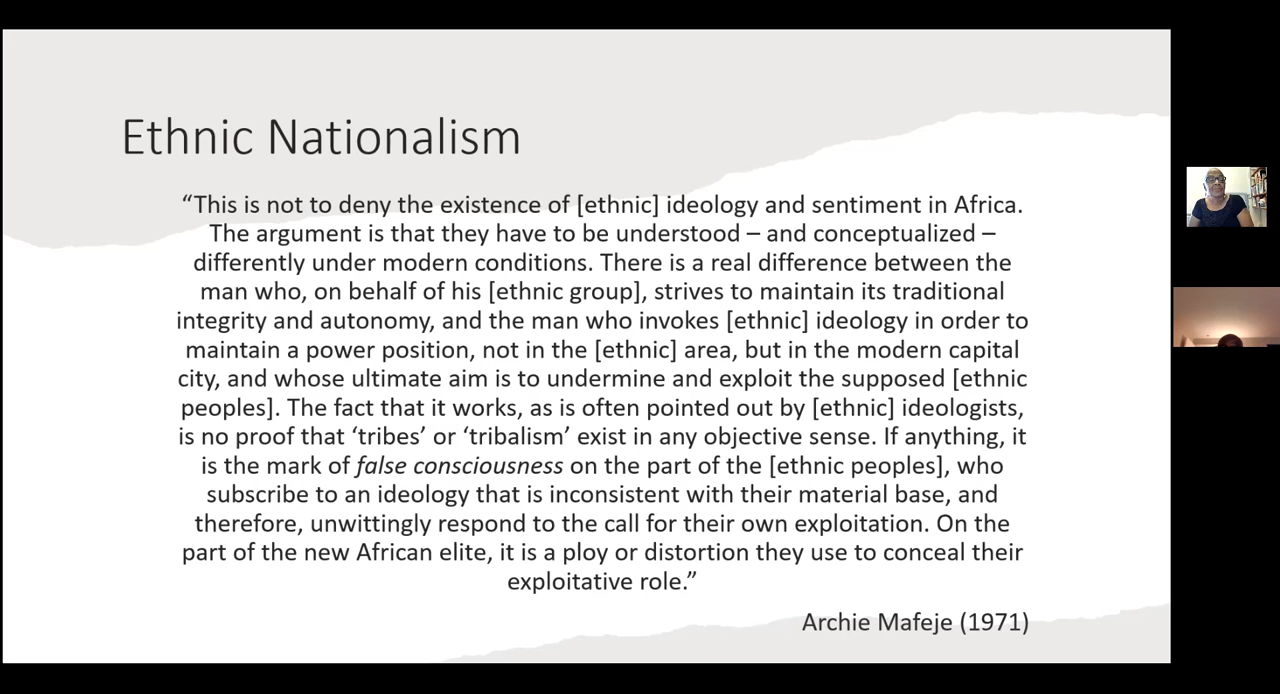 Ethnic Nationalism
“This is not to deny the existence of [ethnic] ideology and sentiment in Africa.
The argument is that they have to be understood – and conceptualized –
differently under modern conditions. There is a real difference between the
man who, on behalf of his [ethnic group], strives to maintain its traditional
integrity and autonomy, and the man who invokes [ethnic] ideology in order to
maintain a power position, not in the [ethnic] area, but in the modern capital
city, and whose ultimate aim is to undermine and exploit the supposed [ethnic
peoples]. The fact that it works, as is often pointed out by [ethnic] ideologists,
is no proof that ‘tribes’ or ‘tribalism’ exist in any objective sense. If anything, it
is the mark of false consciousness on the part of the [ethnic peoples], who
subscribe to an ideology that is inconsistent with their material base, and
therefore, unwittingly respond to the call for their own exploitation. On the
part of the new African elite, it is a ploy or distortion they use to conceal their
exploitative role.”
Archie Mafeje (1971)